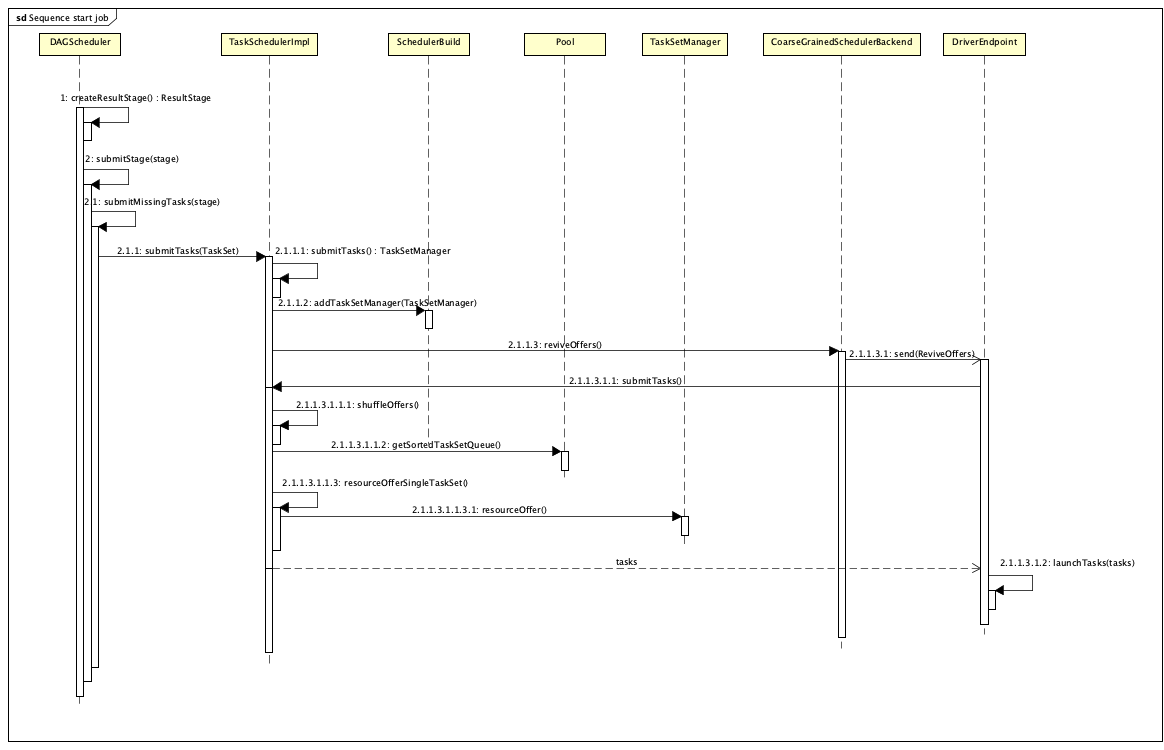 sd Sequence start job
DAGScheduler
TaskSchedulerImpl
SchedulerBuild
Pool
TaskSetManager
CoarseGrainedSchedulerBackend
DriverEndpoint
1: createResultStage() : ResultStage
2: submitStage(stage)
2.1: submitMissingTasks(stage)
2.1.1: submitTasks(TaskSet)
2.1.1.1: submitTasks() : TaskSetManager
2.1.1.2: addTaskSetManager(TaskSetManager)
2.1.1.3: reviveOffers()
2.1.1.3.1: send(ReviveOffers)
2.1.1.3.1.1: submitTasks()
2.1.1.3.1.1.1: shuffleOffers()
2.1.1.3.1.1.2: getSortedTaskSetQueue()
2.1.1.3.1.1.3: resourceOfferSingleTaskSet()
2.1.1.3.1.1.3.1: resourceOffer()
tasks
2.1.1.3.1.2: launchTasks(tasks)